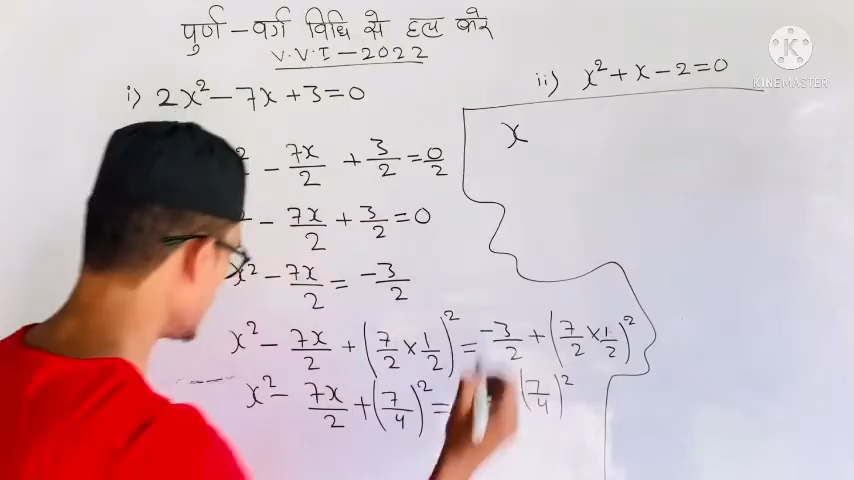 पुर्ण-वर्ग विधि से हल करें
V.V.I-2022
i) 2x² - 7x + 3 = 0
- 7x/2 + 3/2 = 0/2
- 7x/2 + 3/2 = 0
x² - 7x/2 = -3/2
x² - 7x/2 + (7/2 × 1/2)² = -3/2 + (7/2 × 1/2)²
x² - 7x/2 + (7/4)² = (7/4)²
ii) x² + x - 2 = 0
x
KINEMASTER